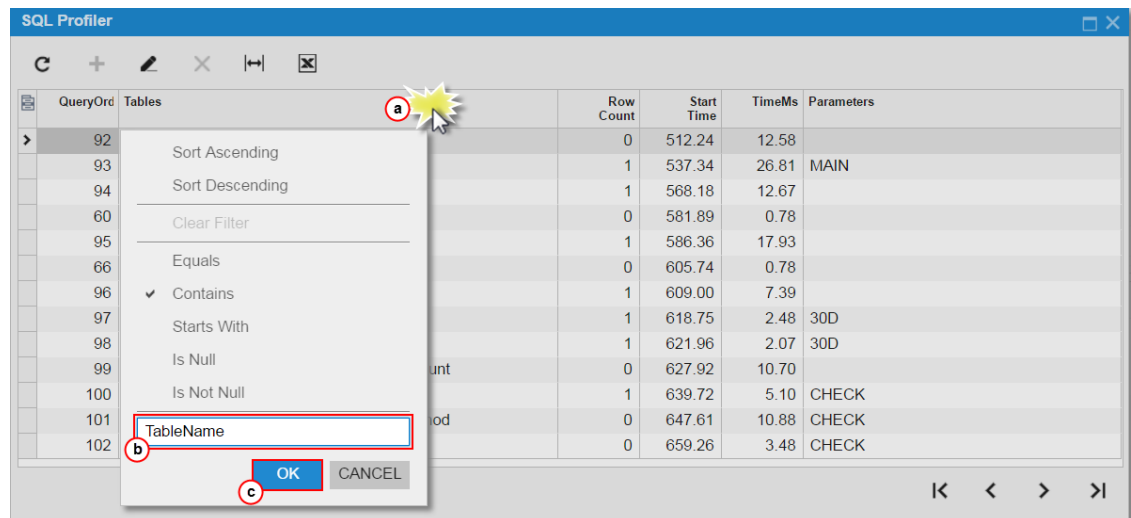 SQL Profiler
QueryOrd Tables Row Count Start Time TimeMs Parameters
a
92 0 512.24 12.58
93 1 537.34 26.81 MAIN
94 1 568.18 12.67
60 0 581.89 0.78
95 1 586.36 17.93
66 0 605.74 0.78
96 1 609.00 7.39
97 1 618.75 2.48 30D
98 1 621.96 2.07 30D
99 unt 0 627.92 10.70
100 1 639.72 5.10 CHECK
101 od 0 647.61 10.88 CHECK
102 0 659.26 3.48 CHECK
Sort Ascending
Sort Descending
Clear Filter
Equals
Contains
Starts With
Is Null
Is Not Null
TableName
b
OK CANCEL
c